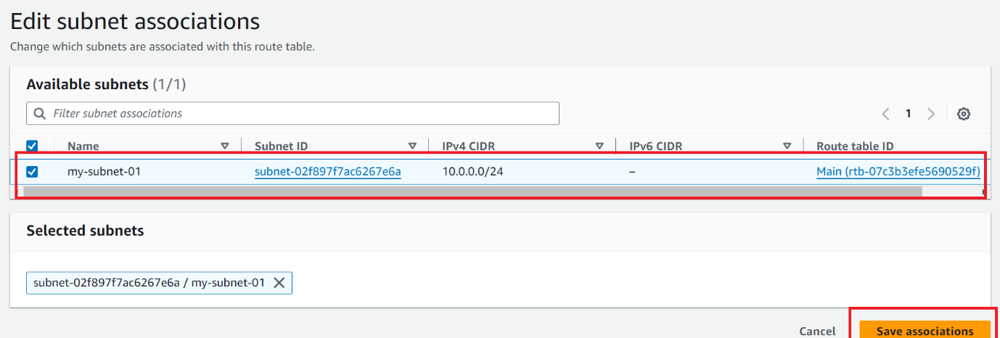 Edit subnet associations
Change which subnets are associated with this route table.
Available subnets (1/1)
Filter subnet associations
1
Name Subnet ID IPv4 CIDR IPv6 CIDR Route table ID
my-subnet-01 subnet-02f897f7ac6267e6a 10.0.0.0/24 – Main (rtb-07c3b3efe5690529f)
Selected subnets
subnet-02f897f7ac6267e6a / my-subnet-01
Cancel Save associations